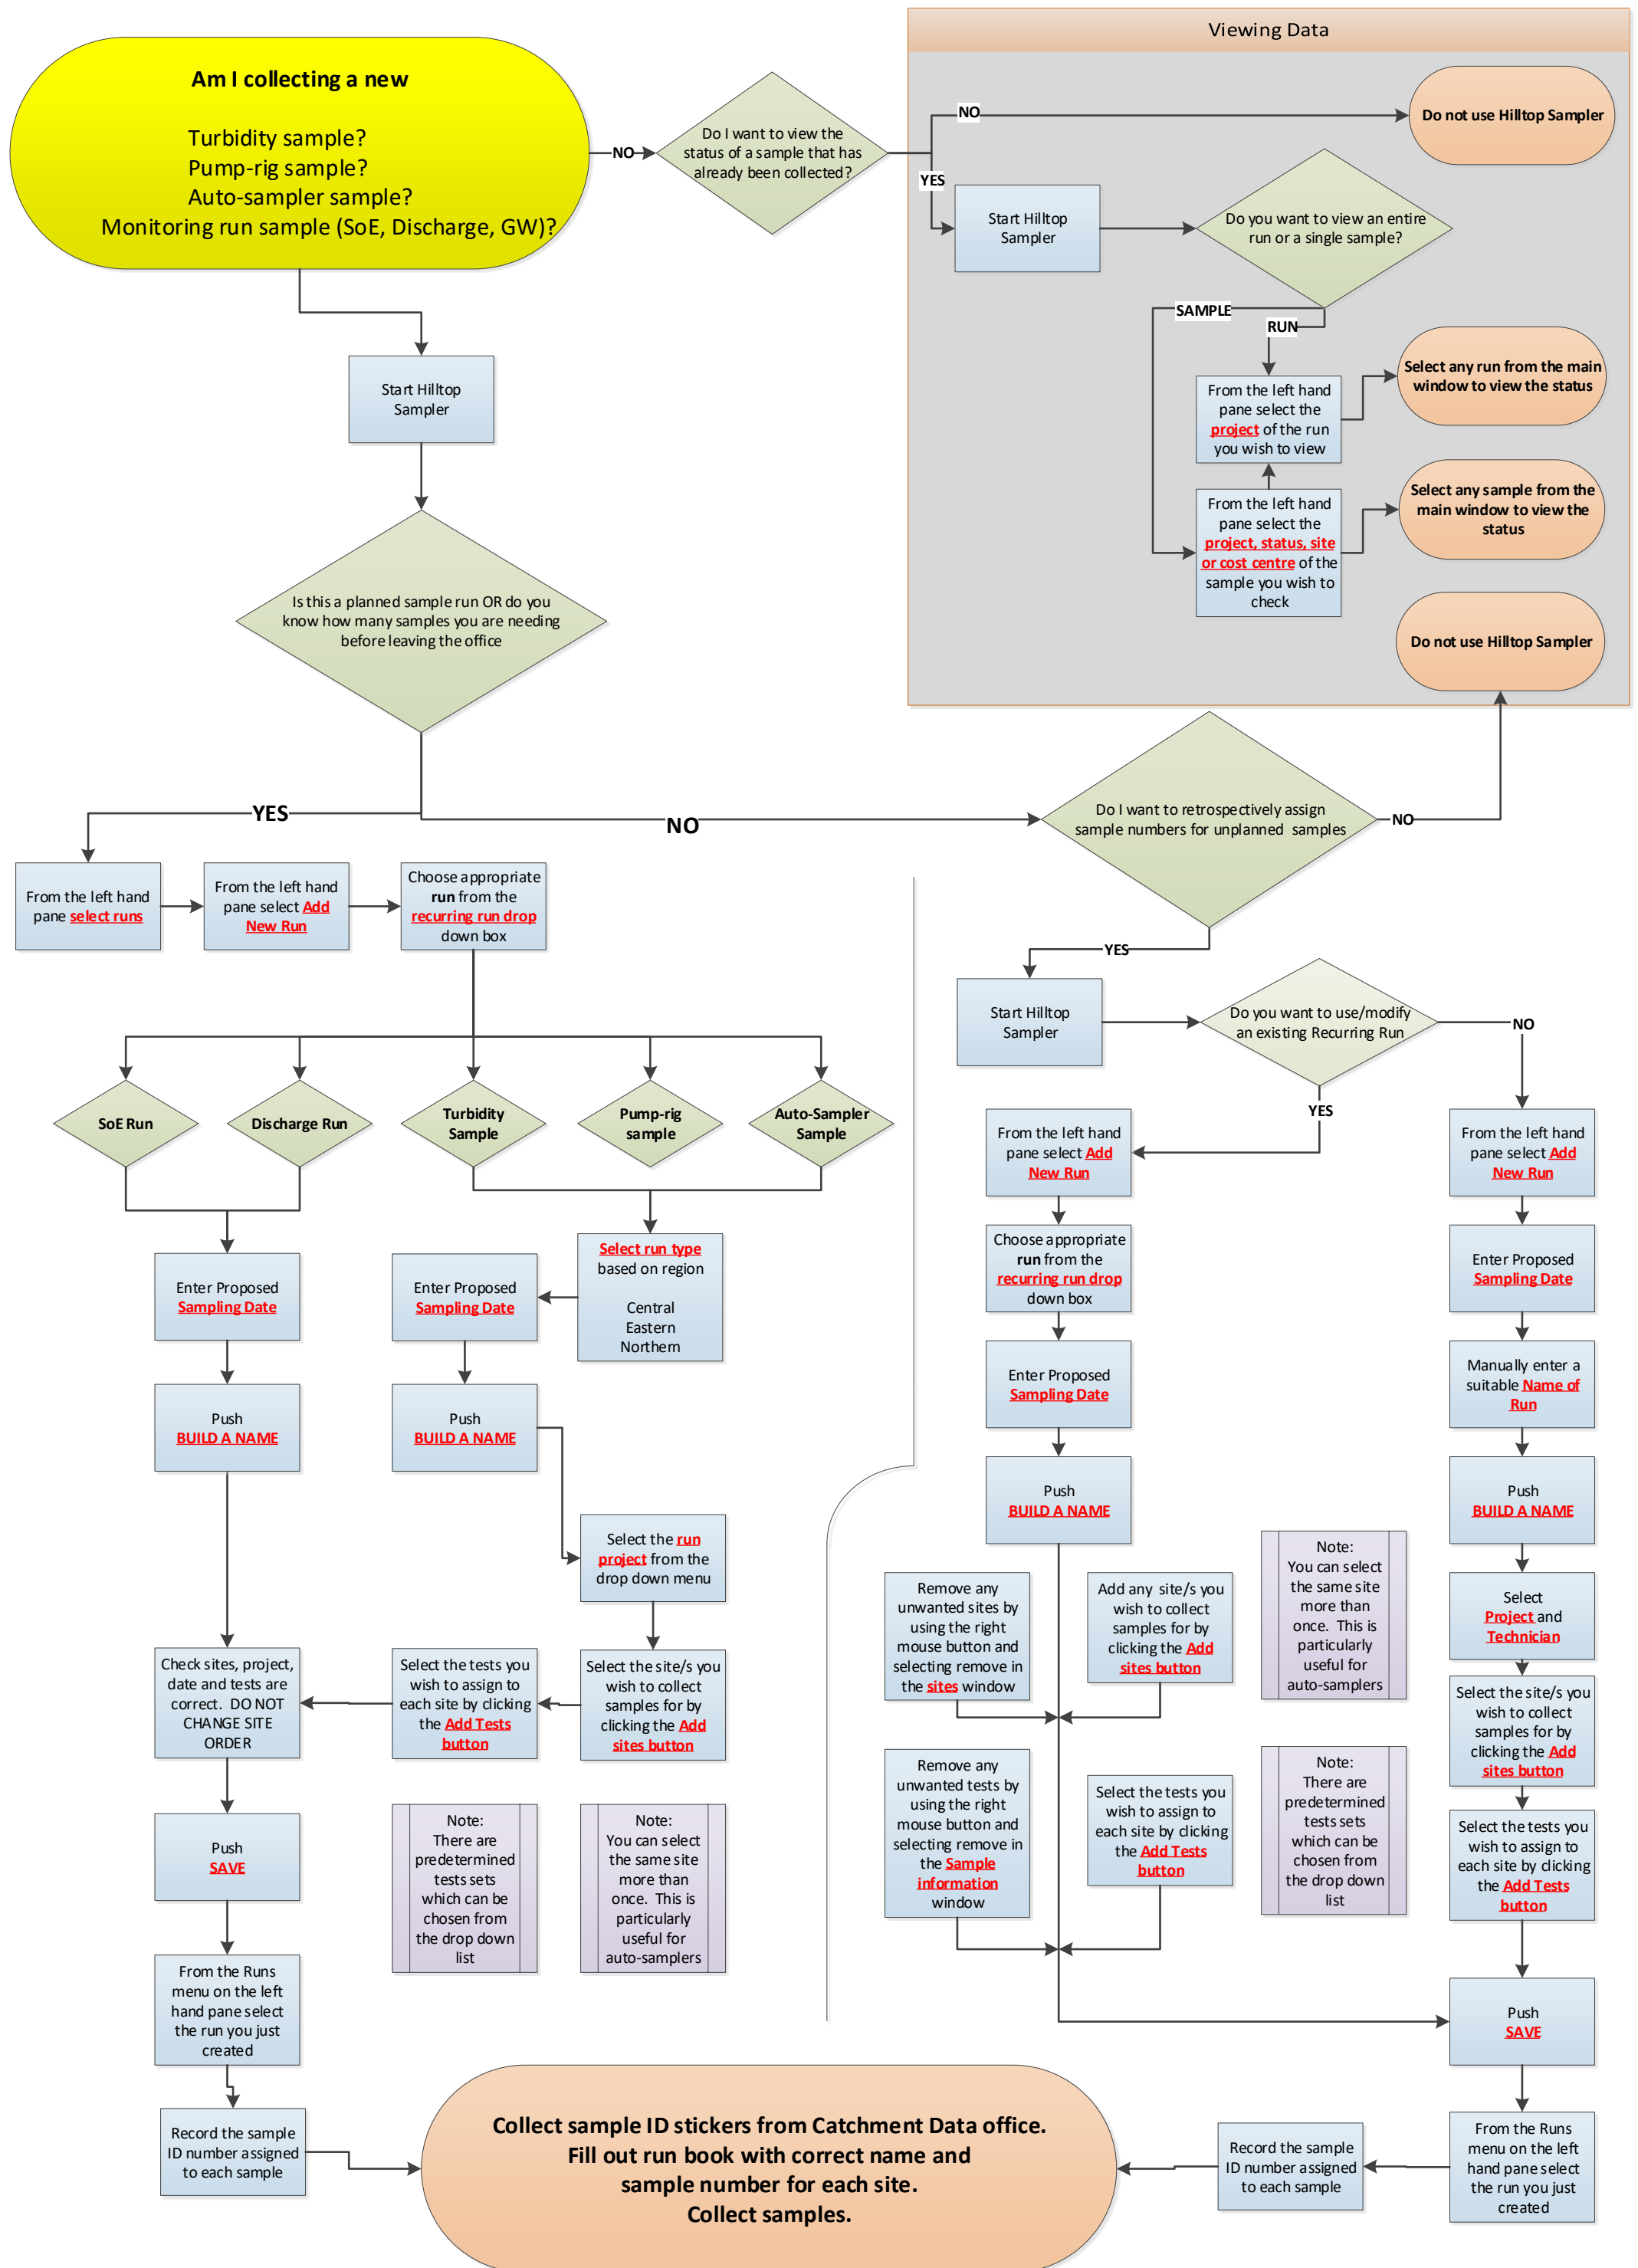 Am I collecting a new
Turbidity sample?
Pump-rig sample?
Auto-sampler sample?
Monitoring run sample (SoE, Discharge, GW)?
NO
Do I want to view the
status of a sample that has
already been collected?
Viewing Data
NO
Do not use Hilltop Sampler
YES
Start Hilltop
Sampler
Do you want to view an entire
run or a single sample?
SAMPLE
RUN
From the left hand
pane select the
project of the run
you wish to view
Select any run from the main
window to view the status
From the left hand
pane select the
project, status, site
or cost centre of the
sample you wish to
check
Select any sample from the
main window to view the
status
Do not use Hilltop Sampler
Start Hilltop
Sampler
Is this a planned sample run OR do you
know how many samples you are needing
before leaving the office
YES
NO
Do I want to retrospectively assign
sample numbers for unplanned samples
NO
YES
From the left hand
pane select runs
From the left hand
pane select Add
New Run
Choose appropriate
run from the
recurring run drop
down box
SoE Run
Discharge Run
Turbidity
Sample
Pump-rig
sample
Auto-Sampler
Sample
Enter Proposed
Sampling Date
Push
BUILD A NAME
Select run type
based on region
Central
Eastern
Northern
Enter Proposed
Sampling Date
Push
BUILD A NAME
Select the run
project from the
drop down menu
Select the site/s you
wish to collect
samples for by
clicking the Add
sites button
Select the tests you
wish to assign to
each site by clicking
the Add Tests
button
Check sites, project,
date and tests are
correct. DO NOT
CHANGE SITE
ORDER
Note:
There are
predetermined
tests sets
which can be
chosen from
the drop down
list
Note:
You can select
the same site
more than
once. This is
particularly
useful for
auto-samplers
Push
SAVE
From the Runs
menu on the left
hand pane select
the run you just
created
Record the sample
ID number assigned
to each sample
Start Hilltop
Sampler
Do you want to use/modify
an existing Recurring Run
NO
YES
From the left hand
pane select Add
New Run
Choose appropriate
run from the
recurring run drop
down box
Enter Proposed
Sampling Date
Push
BUILD A NAME
Remove any
unwanted sites by
using the right
mouse button and
selecting remove in
the sites window
Add any site/s you
wish to collect
samples for by
clicking the Add
sites button
Remove any
unwanted tests by
using the right
mouse button and
selecting remove in
the Sample
information
window
Select the tests you
wish to assign to
each site by clicking
the Add Tests
button
Note:
You can select
the same site
more than
once. This is
particularly
useful for
auto-samplers
Note:
There are
predetermined
tests sets
which can be
chosen from
the drop down
list
From the left hand
pane select Add
New Run
Enter Proposed
Sampling Date
Manually enter a
suitable Name of
Run
Push
BUILD A NAME
Select
Project and
Technician
Select the site/s you
wish to collect
samples for by
clicking the Add
sites button
Select the tests you
wish to assign to
each site by clicking
the Add Tests
button
Push
SAVE
From the Runs
menu on the left
hand pane select
the run you just
created
Record the sample
ID number assigned
to each sample
Collect sample ID stickers from Catchment Data office.
Fill out run book with correct name and
sample number for each site.
Collect samples.